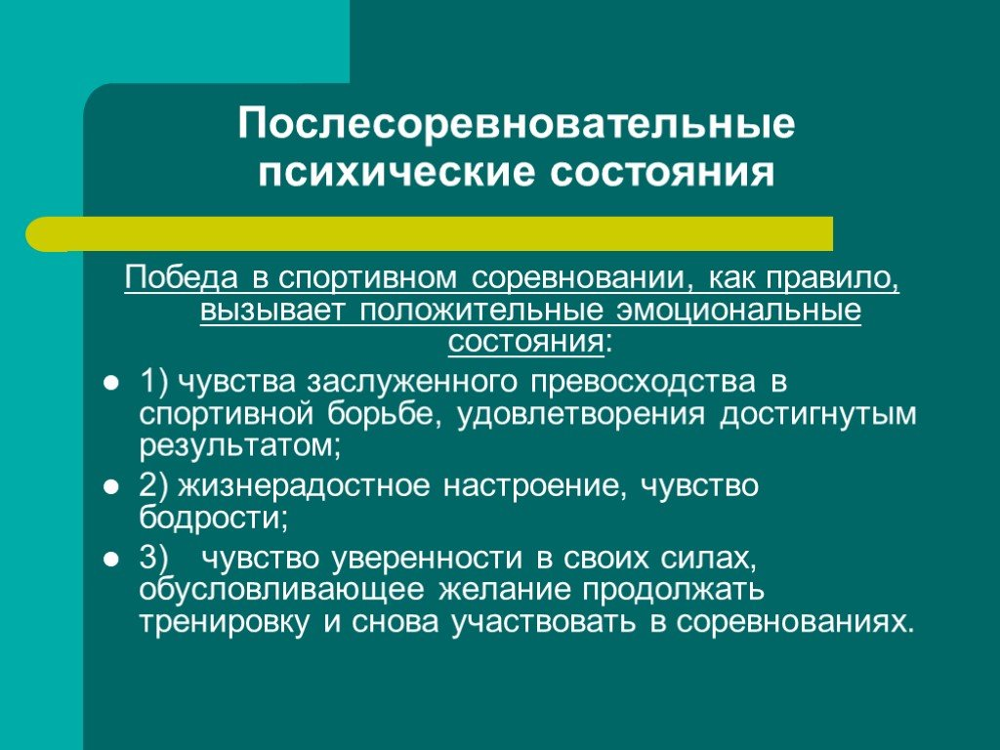 Послесоревновательные
психические состояния
Победа в спортивном соревновании, как правило,
вызывает положительные эмоциональные
состояния:
1) чувства заслуженного превосходства в
спортивной борьбе, удовлетворения достигнутым
результатом;
2) жизнерадостное настроение, чувство
бодрости;
3) чувство уверенности в своих силах,
обусловливающее желание продолжать
тренировку и снова участвовать в соревнованиях.